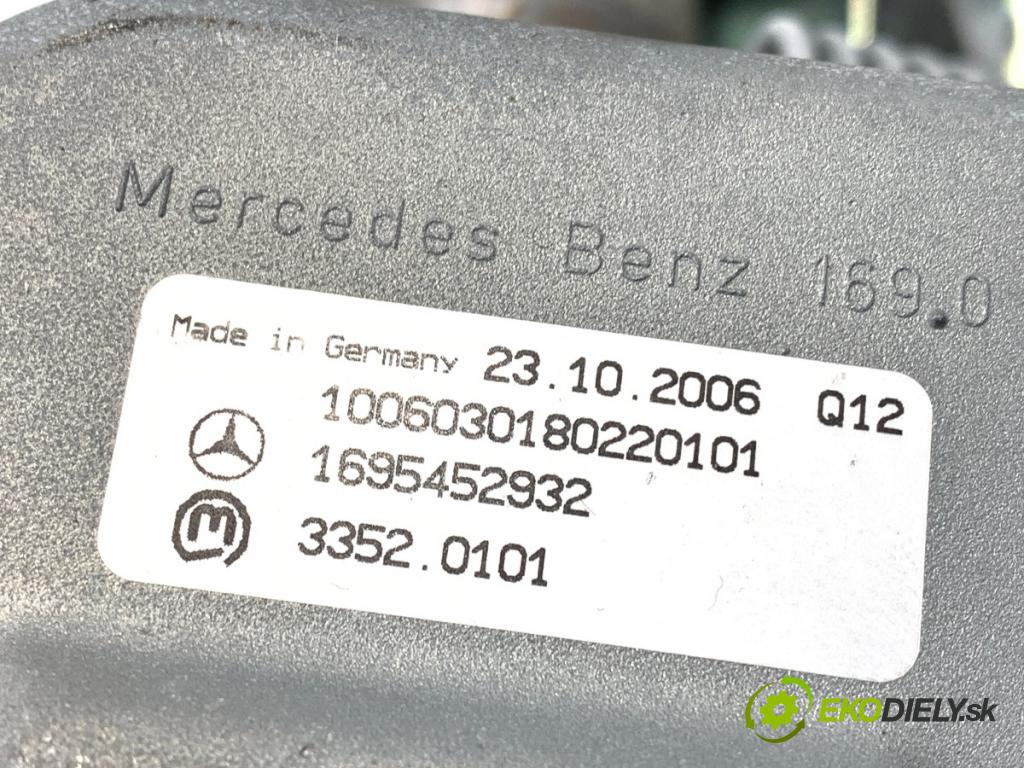 Mercedes Benz 169.0
Made in Germany 23.10.2006 Q12
1006030180220101
1695452932
M
3352.0101
EKODIELY.sk